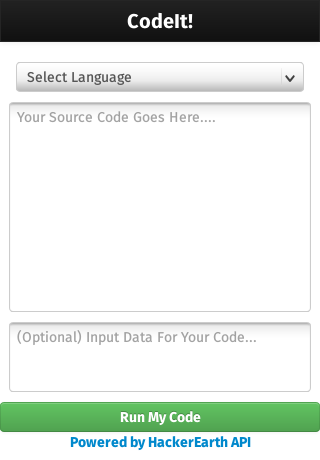 CodeIt!
Select Language
Your Source Code Goes Here....
(Optional) Input Data For Your Code...
Run My Code
Powered by HackerEarth API